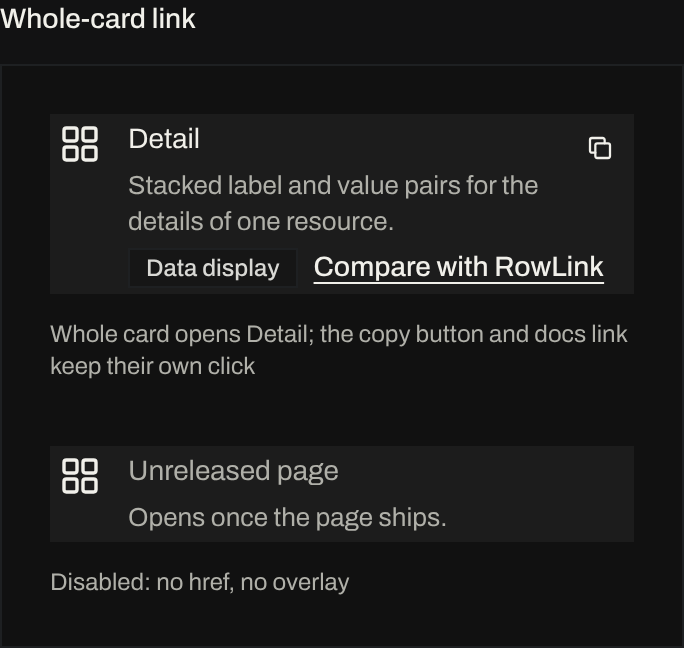 Whole-card link
Detail
Stacked label and value pairs for the
details of one resource.
Data display Compare with RowLink
Whole card opens Detail; the copy button and docs link
keep their own click
Unreleased page
Opens once the page ships.
Disabled: no href, no overlay